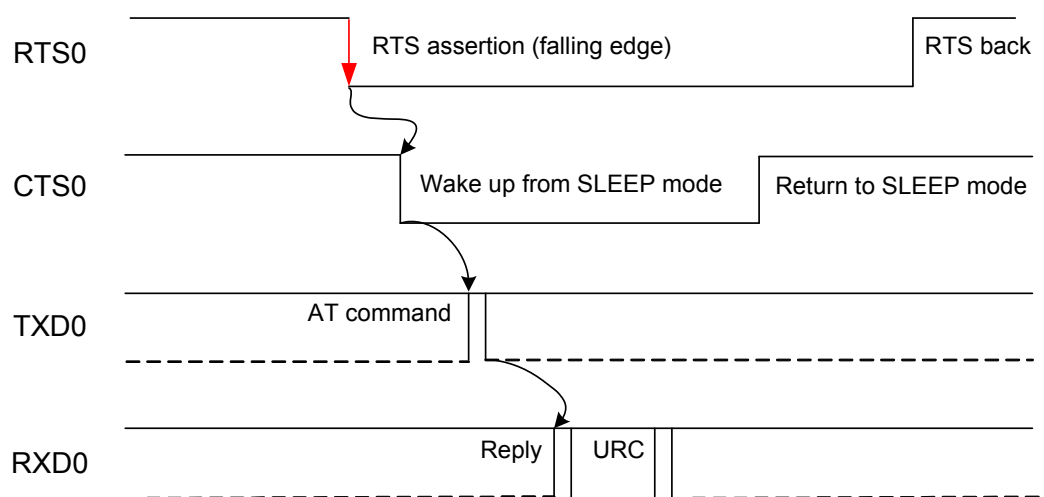 RTS0
RTS assertion (falling edge)
RTS back
CTS0
Wake up from SLEEP mode
Return to SLEEP mode
TXD0
AT command
RXD0
Reply
URC